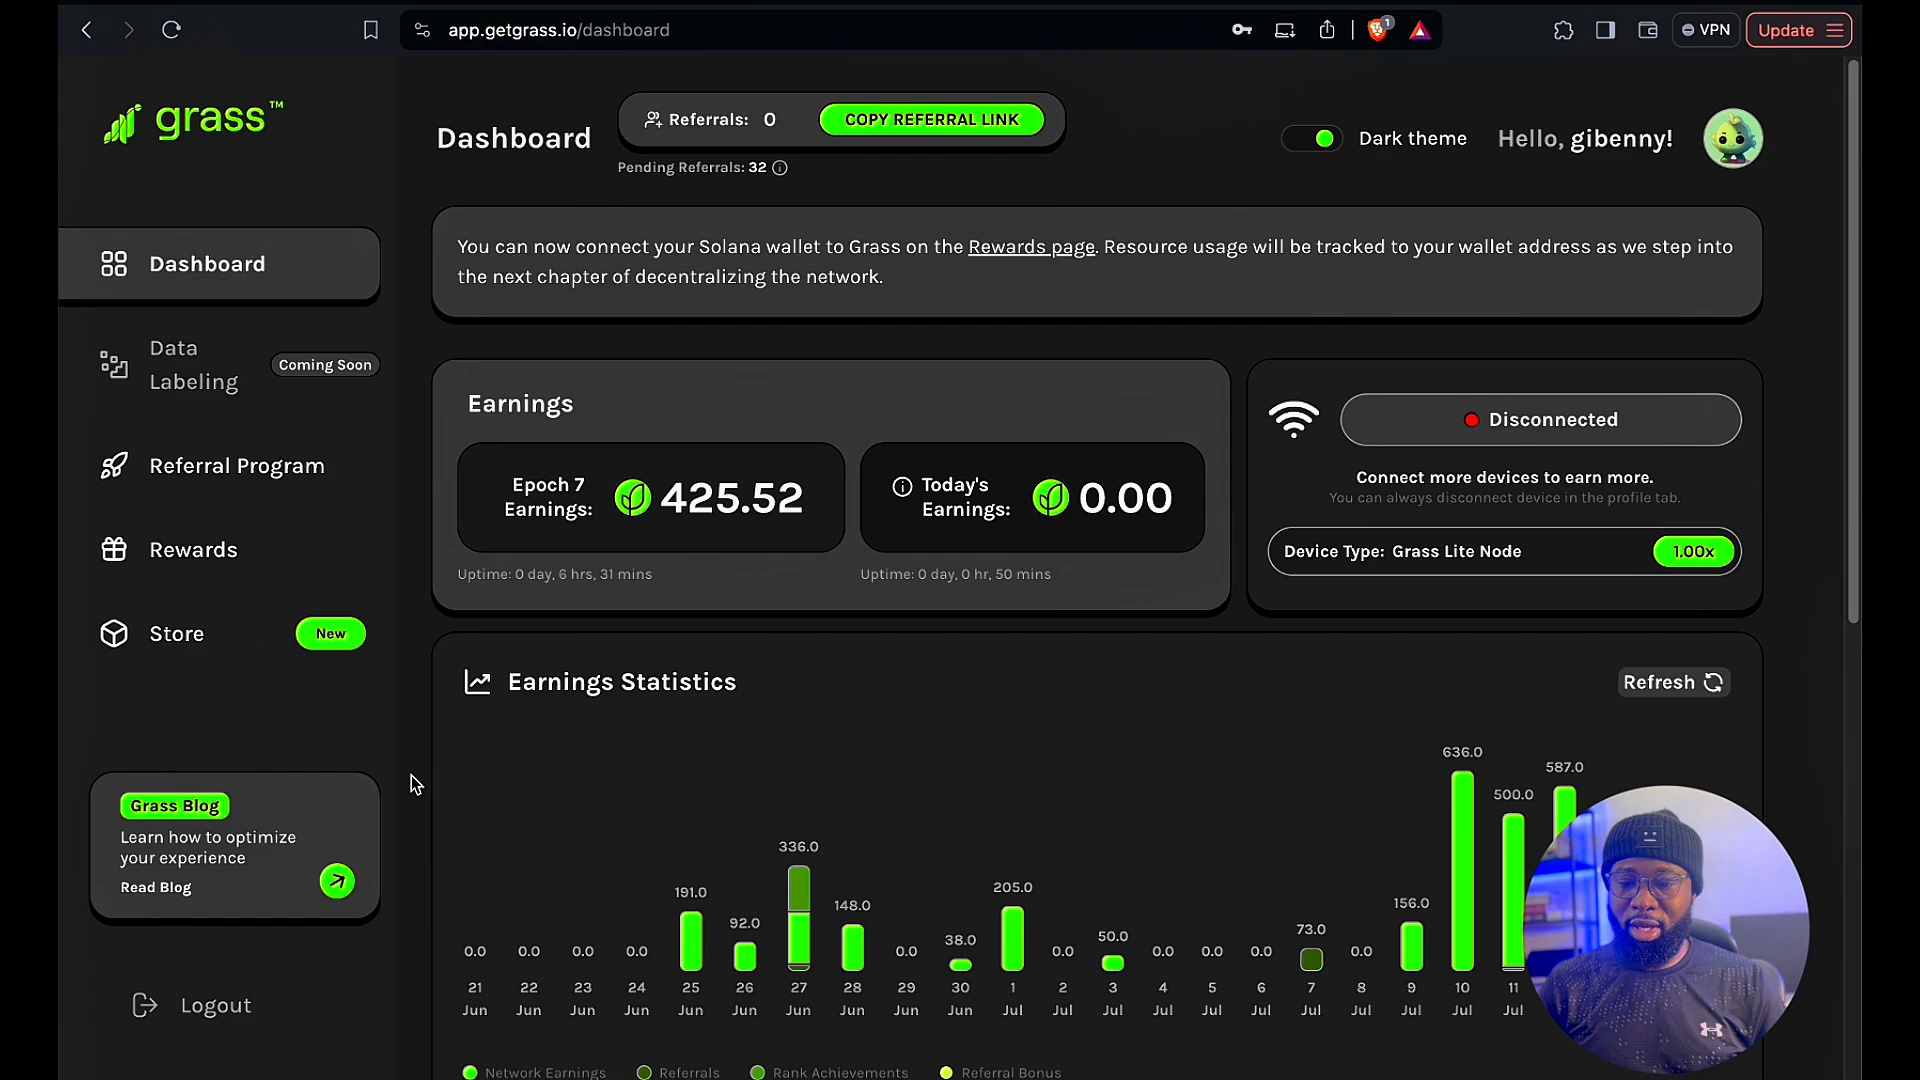 app.getgrass.io/dashboard
1
VPN
Update
grass™
Dashboard
Referrals: 0
COPY REFERRAL LINK
Pending Referrals: 32
Dark theme
Hello, gibenny!
You can now connect your Solana wallet to Grass on the Rewards page. Resource usage will be tracked to your wallet address as we step into
the next chapter of decentralizing the network.
Dashboard
Data
Labeling
Coming Soon
Referral Program
Rewards
Store
New
Grass Blog
Learn how to optimize
your experience
Read Blog
Logout
Earnings
Epoch 7
Earnings:
425.52
Uptime: 0 day, 6 hrs, 31 mins
Today's
Earnings:
0.00
Uptime: 0 day, 0 hr, 50 mins
Disconnected
Connect more devices to earn more.
You can always disconnect device in the profile tab.
Device Type: Grass Lite Node
1.00x
Earnings Statistics
Refresh
0.0 0.0 0.0 0.0 191.0 92.0 336.0 148.0 0.0 38.0 205.0 0.0 50.0 0.0 0.0 0.0 73.0 0.0 156.0 636.0 500.0 587.0
21 22 23 24 25 26 27 28 29 30 1 2 3 4 5 6 7 8 9 10 11
Jun Jun Jun Jun Jun Jun Jun Jun Jun Jun Jul Jul Jul Jul Jul Jul Jul Jul Jul Jul Jul
Network Earnings
Referrals
Rank Achievements
Referral Bonus